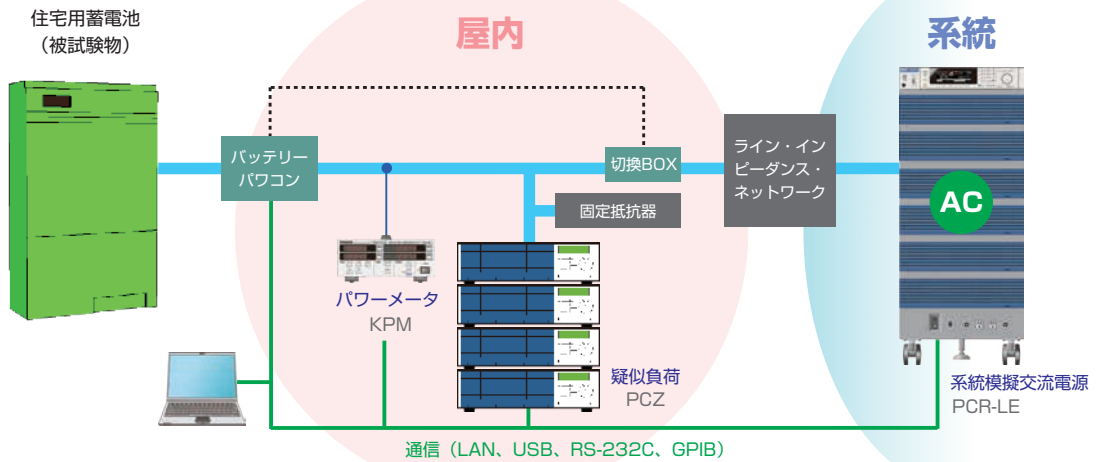 住宅用蓄電池
(被試験物)
屋内
系統
バッテリー
パワコン
切換BOX
ライン・イン
ピーダンス・
ネットワーク
固定抵抗器
AC
パワーメータ
KPM
疑似負荷
PCZ
系統模擬交流電源
PCR-LE
通信(LAN、USB、RS-232C、GPIB)